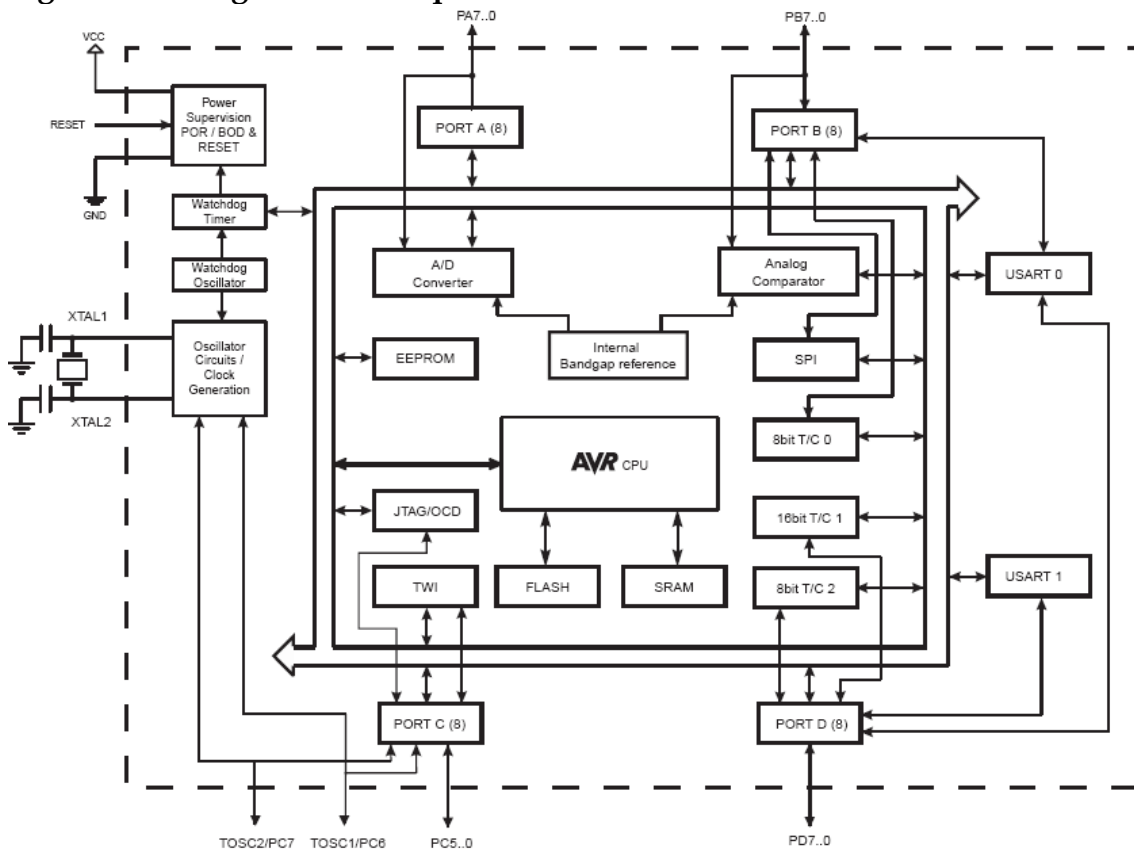 PA7..0
PB7..0
VCC
RESET
GND
Power
Supervision
POR / BOD &
RESET
PORT A (8)
PORT B (8)
Watchdog
Timer
Watchdog
Oscillator
A/D
Converter
Analog
Comparator
USART 0
XTAL1
XTAL2
Oscillator
Circuits /
Clock
Generation
EEPROM
Internal
Bandgap reference
SPI
AVR CPU
8bit T/C 0
JTAG/OCD
16bit T/C 1
TWI
FLASH
SRAM
8bit T/C 2
USART 1
PORT C (8)
PORT D (8)
TOSC2/PC7
TOSC1/PC6
PC5..0
PD7..0